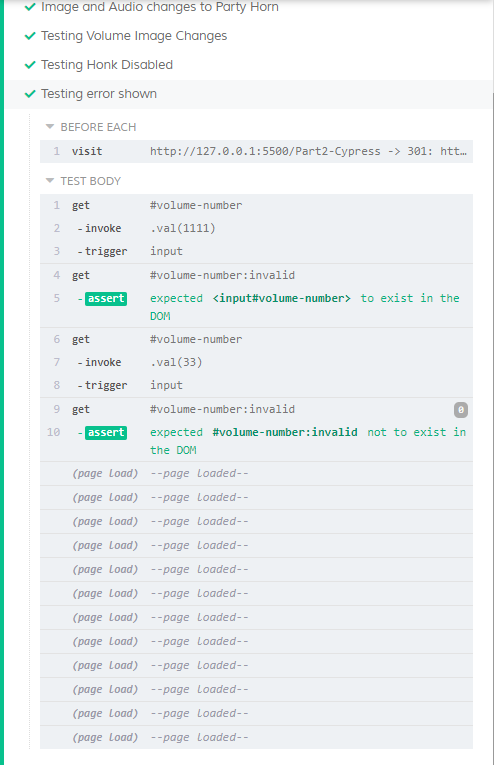 Image and Audio changes to Party Horn
Testing Volume Image Changes
Testing Honk Disabled
Testing error shown
BEFORE EACH
1 visit http://127.0.0.1:5500/Part2-Cypress -> 301: htt…
TEST BODY
1 get #volume-number
2 -invoke .val(1111)
3 -trigger input
4 get #volume-number:invalid
5 -assert expected <input#volume-number> to exist in the
DOM
6 get #volume-number
7 -invoke .val(33)
8 -trigger input
9 get #volume-number:invalid 0
10 -assert expected #volume-number:invalid not to exist in
the DOM
(page load) --page loaded--
(page load) --page loaded--
(page load) --page loaded--
(page load) --page loaded--
(page load) --page loaded--
(page load) --page loaded--
(page load) --page loaded--
(page load) --page loaded--
(page load) --page loaded--
(page load) --page loaded--
(page load) --page loaded--
(page load) --page loaded--